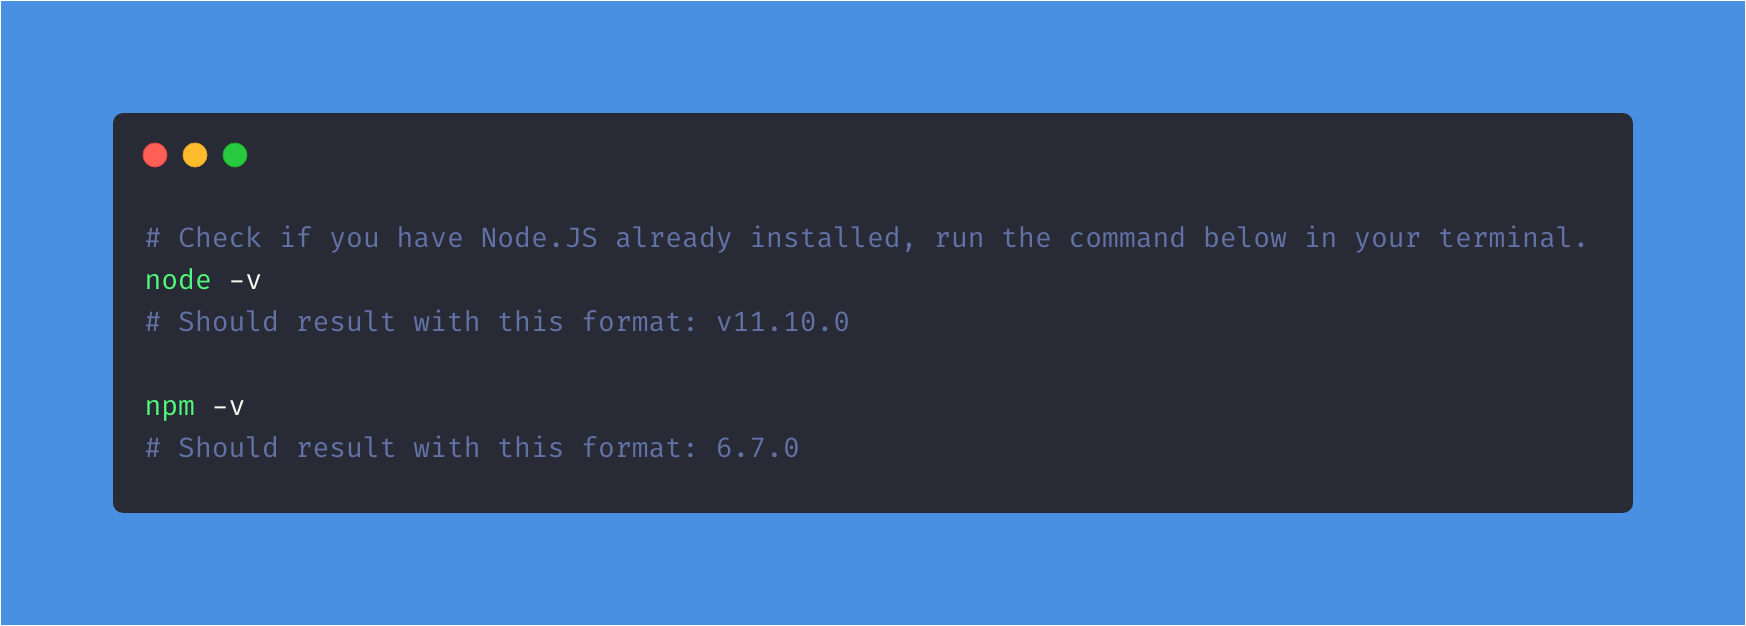 # Check if you have Node.JS already installed, run the command below in your terminal.
node -v
# Should result with this format: v11.10.0
npm -v
# Should result with this format: 6.7.0